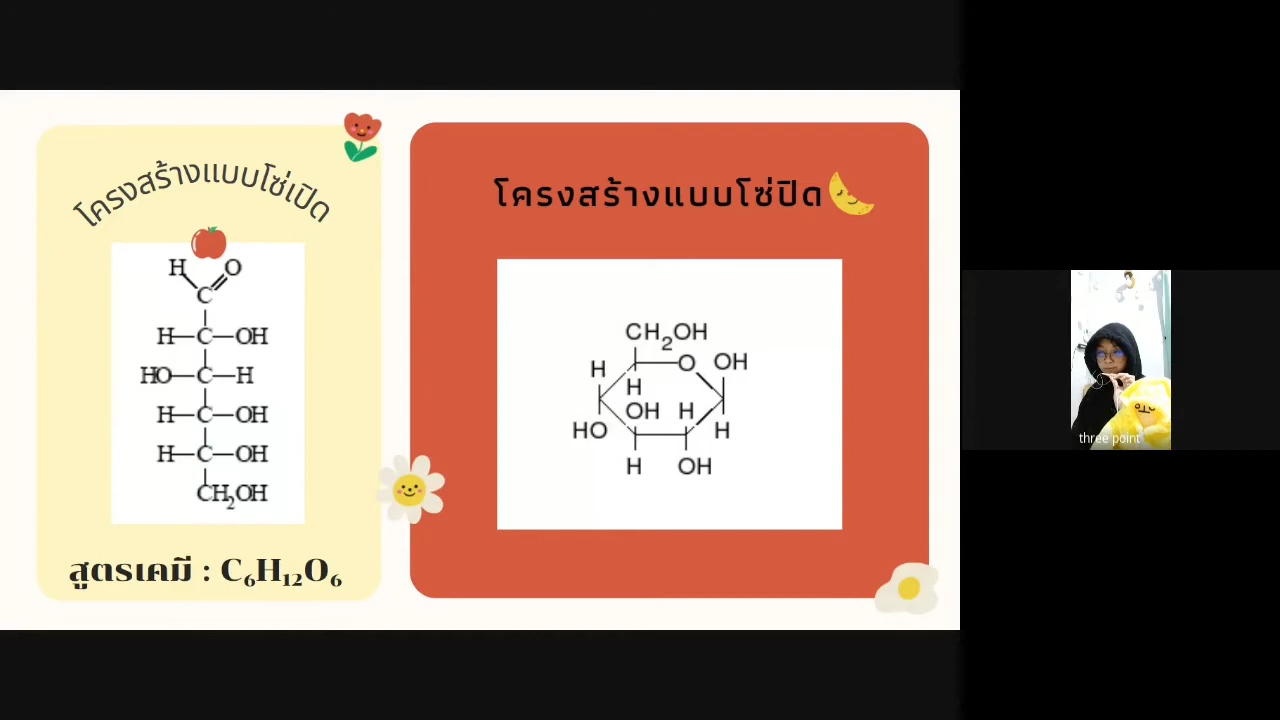 โครงสร้างแบบโซ่เปิด
H O
C
H—C—OH
HO—C—H
H—C—OH
H—C—OH
CH₂OH
สูตรเคมี : C₆H₁₂O₆
โครงสร้างแบบโซ่ปิด
CH₂OH
H O OH
H
OH H
HO H
H OH
three point